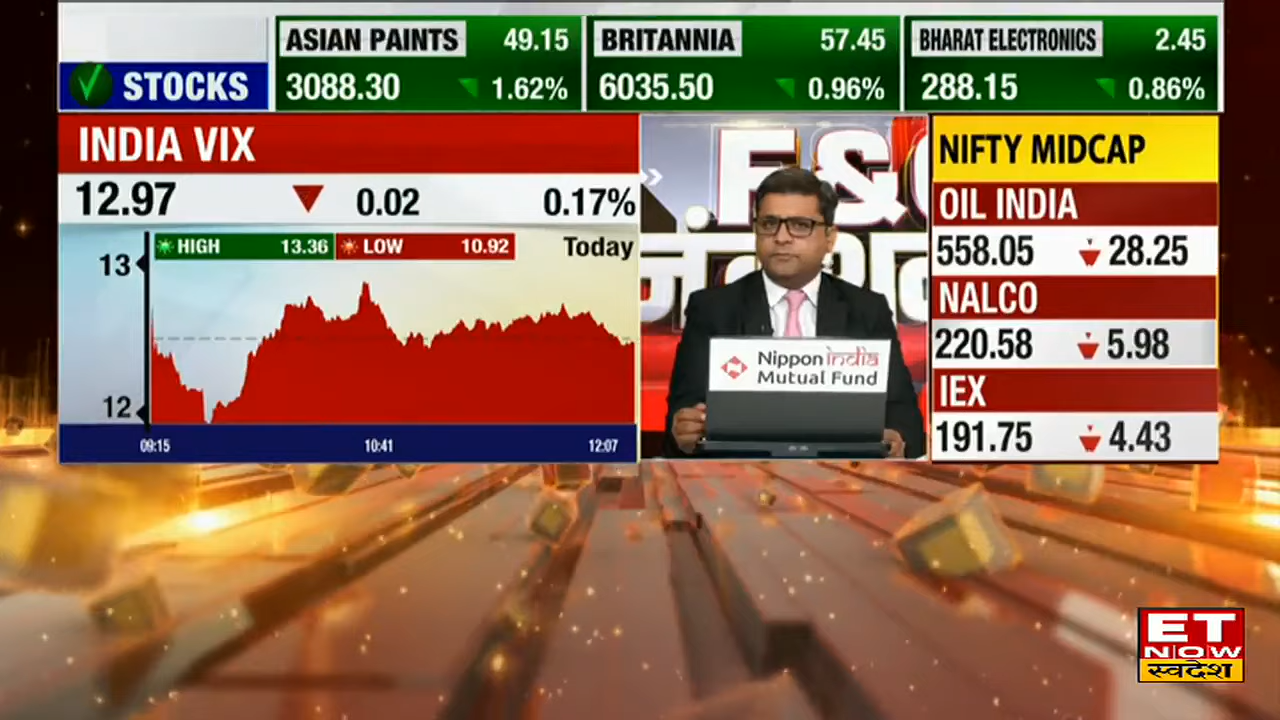 STOCKS
ASIAN PAINTS 49.15
3088.30 1.62%
BRITANNIA 57.45
6035.50 0.96%
BHARAT ELECTRONICS 2.45
288.15 0.86%
INDIA VIX
12.97 0.02 0.17%
HIGH 13.36 LOW 10.92 Today
13
12
09:15 10:41 12:07
F&
Nippon india
Mutual Fund
NIFTY MIDCAP
OIL INDIA
558.05 28.25
NALCO
220.58 5.98
IEX
191.75 4.43
ET
NOW
स्वदेश